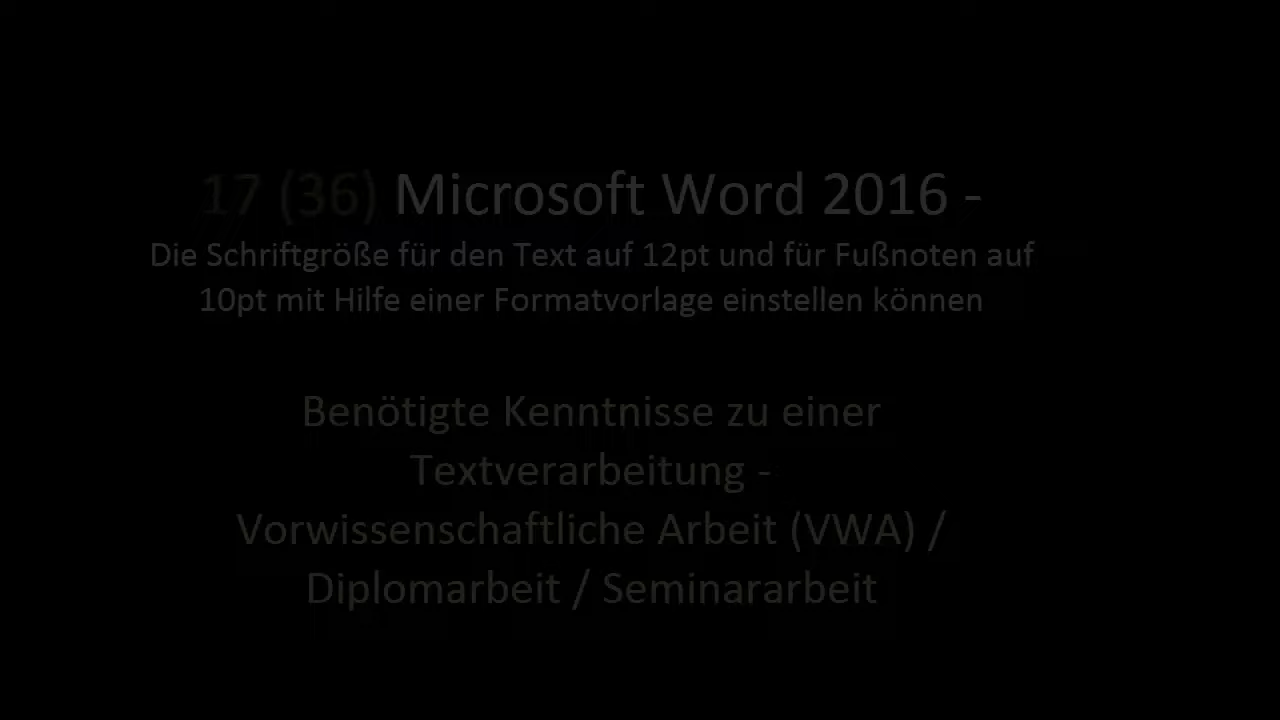 17 (36) Microsoft Word 2016 -
Die Schriftgröße für den Text auf 12pt und für Fußnoten auf
10pt mit Hilfe einer Formatvorlage einstellen können
Benötigte Kenntnisse zu einer
Textverarbeitung -
Vorwissenschaftliche Arbeit (VWA) /
Diplomarbeit / Seminararbeit